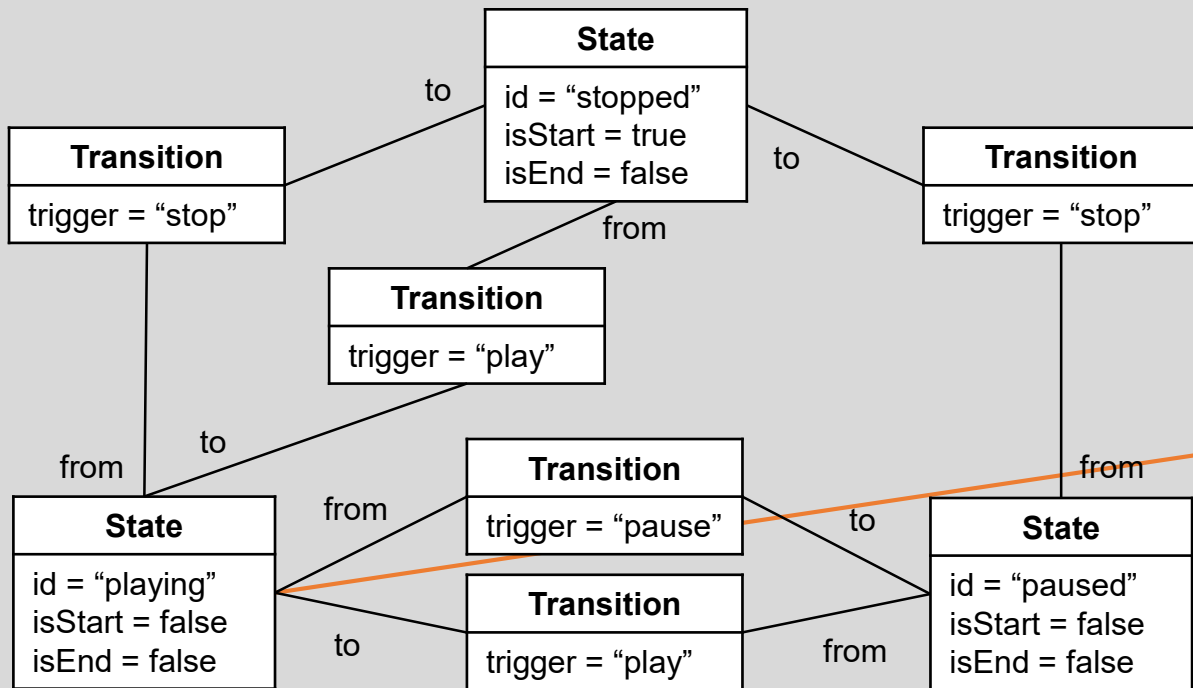 State
id = “stopped”
isStart = true
isEnd = false
to
to
from
Transition
trigger = “stop”
Transition
trigger = “stop”
Transition
trigger = “play”
to
from
from
State
id = “playing”
isStart = false
isEnd = false
from
to
Transition
trigger = “pause”
Transition
trigger = “play”
to
from
State
id = “paused”
isStart = false
isEnd = false